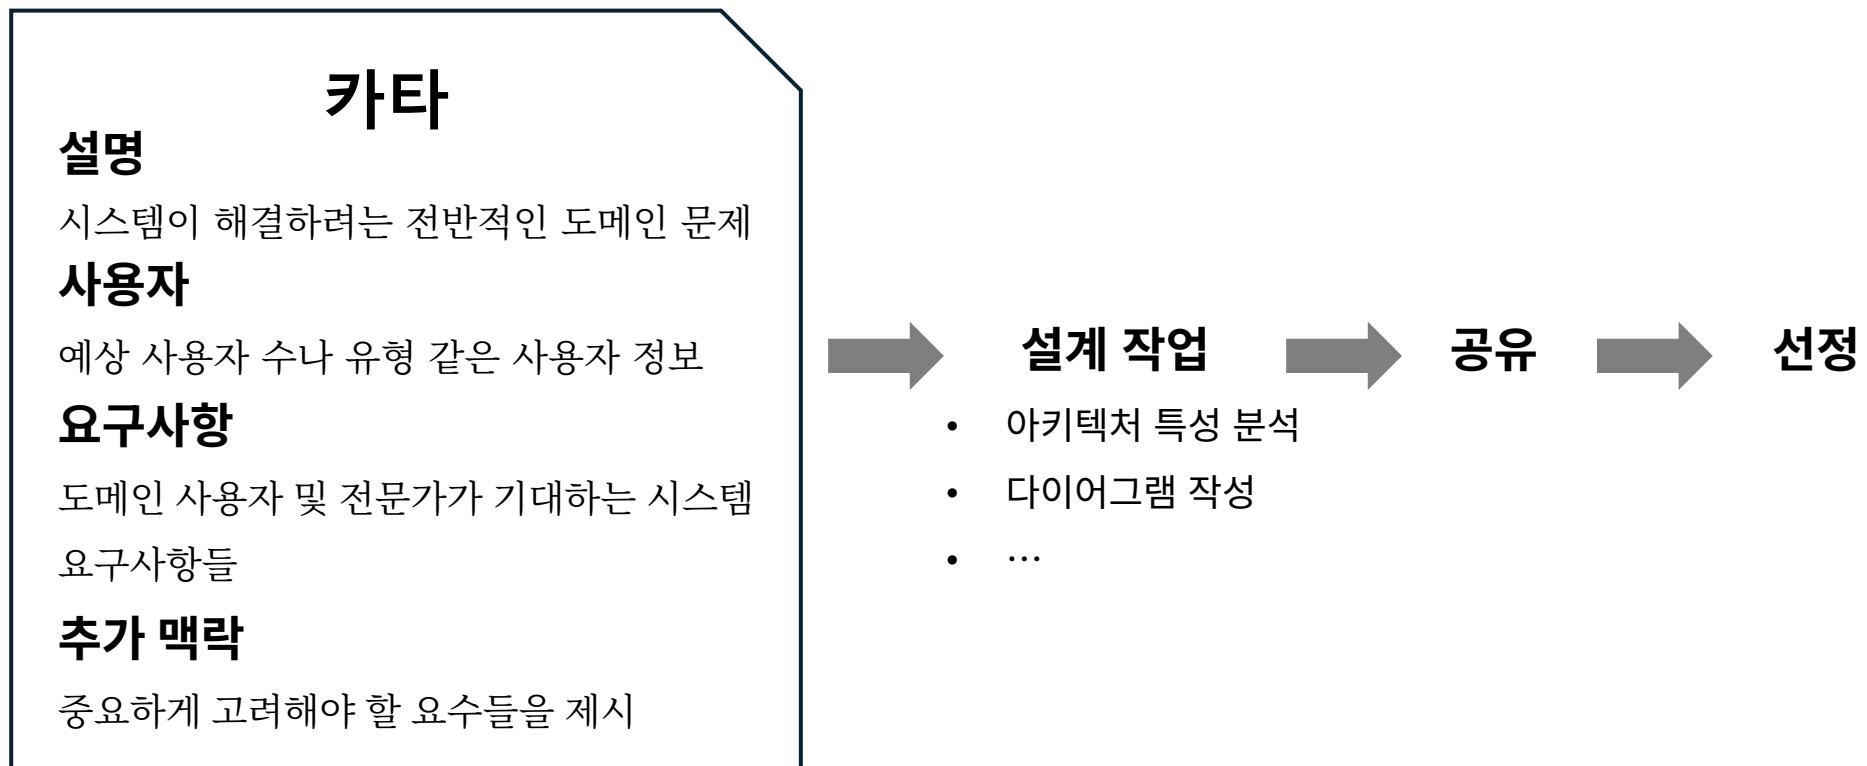 카타
설명
시스템이 해결하려는 전반적인 도메인 문제
사용자
예상 사용자 수나 유형 같은 사용자 정보
요구사항
도메인 사용자 및 전문가가 기대하는 시스템
요구사항들
추가 맥락
중요하게 고려해야 할 요수들을 제시
설계 작업
• 아키텍처 특성 분석
• 다이어그램 작성
• …
공유
선정